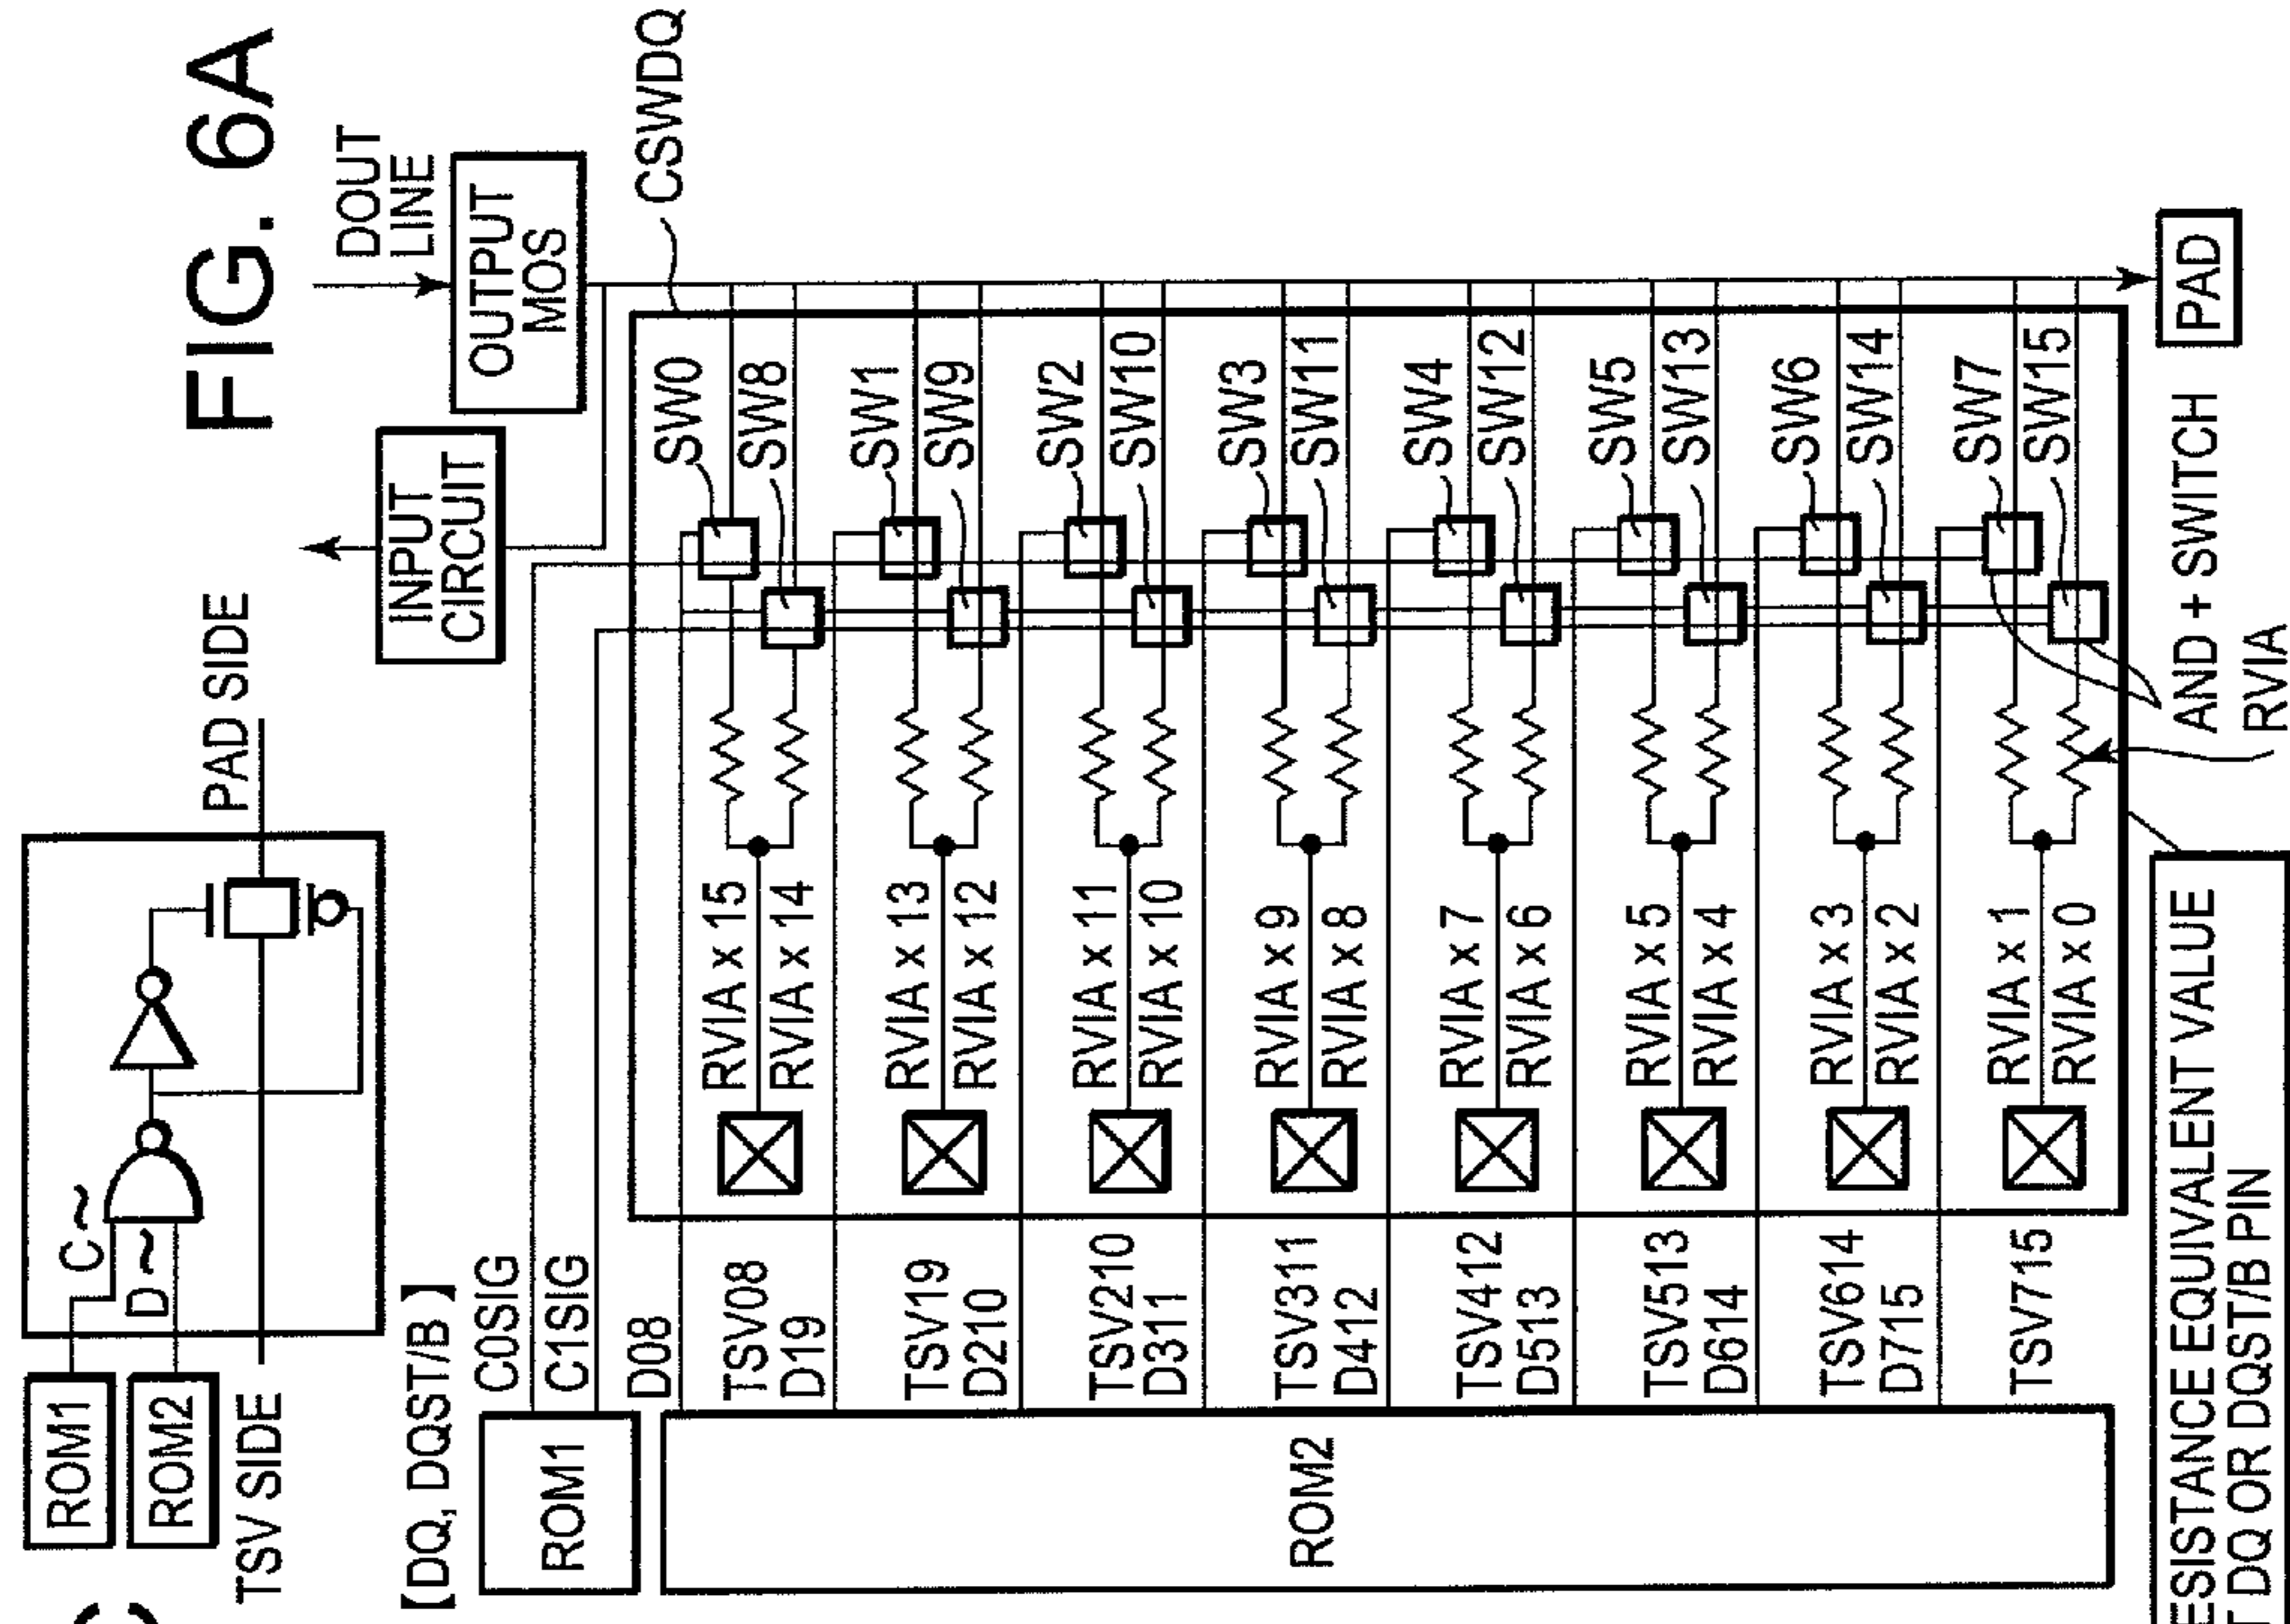 FIG. 6A
ROM1
ROM2
C~
D~
TSV SIDE
PAD SIDE
INPUT
CIRCUIT
OUTPUT
MOS
DOUT
LINE
【DQ, DQST/B】
CSWDQ
C0SIG
C1SIG
ROM1
D08
ROM2
TSV08
D19
RVIA x 15
RVIA x 14
SW0
SW8
TSV19
D210
RVIA x 13
RVIA x 12
SW1
SW9
TSV210
D311
RVIA x 11
RVIA x 10
SW2
SW10
TSV311
D412
RVIA x 9
RVIA x 8
SW3
SW11
TSV412
D513
RVIA x 7
RVIA x 6
SW4
SW12
TSV513
D614
RVIA x 5
RVIA x 4
SW5
SW13
TSV614
D715
RVIA x 3
RVIA x 2
SW6
SW14
TSV715
RVIA x 1
RVIA x 0
SW7
SW15
PAD
AND + SWITCH
RVIA
ESISTANCE EQUIVALENT VALUE
T DQ OR DQST/B PIN